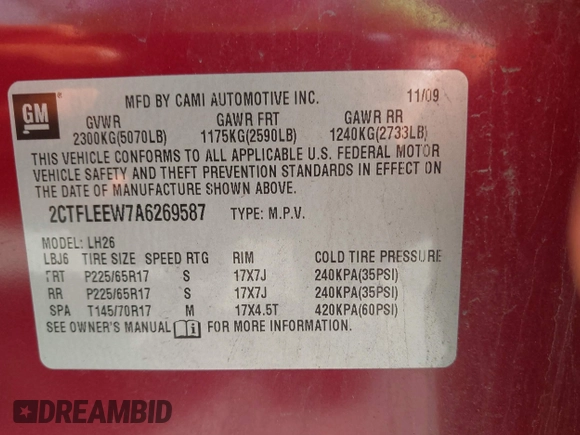 GM
MFD BY CAMI AUTOMOTIVE INC. 11/09
GVWR GAWR FRT GAWR RR
2300KG(5070LB) 1175KG(2590LB) 1240KG(2733LB)
THIS VEHICLE CONFORMS TO ALL APPLICABLE U.S. FEDERAL MOTOR
VEHICLE SAFETY AND THEFT PREVENTION STANDARDS IN EFFECT ON
THE DATE OF MANUFACTURE SHOWN ABOVE.
2CTFLEEW7A6269587 TYPE: M.P.V.
MODEL: LH26
LBJ6 TIRE SIZE SPEED RTG RIM COLD TIRE PRESSURE
FRT P225/65R17 S 17X7J 240KPA(35PSI)
RR P225/65R17 S 17X7J 240KPA(35PSI)
SPA T145/70R17 M 17X4.5T 420KPA(60PSI)
SEE OWNER'S MANUAL FOR MORE INFORMATION.
DREAMBID